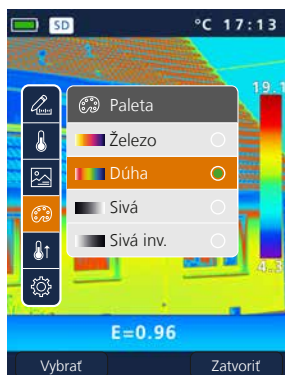 SD °C 17:13
19.1
Paleta
Železo
Dúha
Sivá
Sivá inv.
4.3
E=0.96
Vybrať Zatvoriť